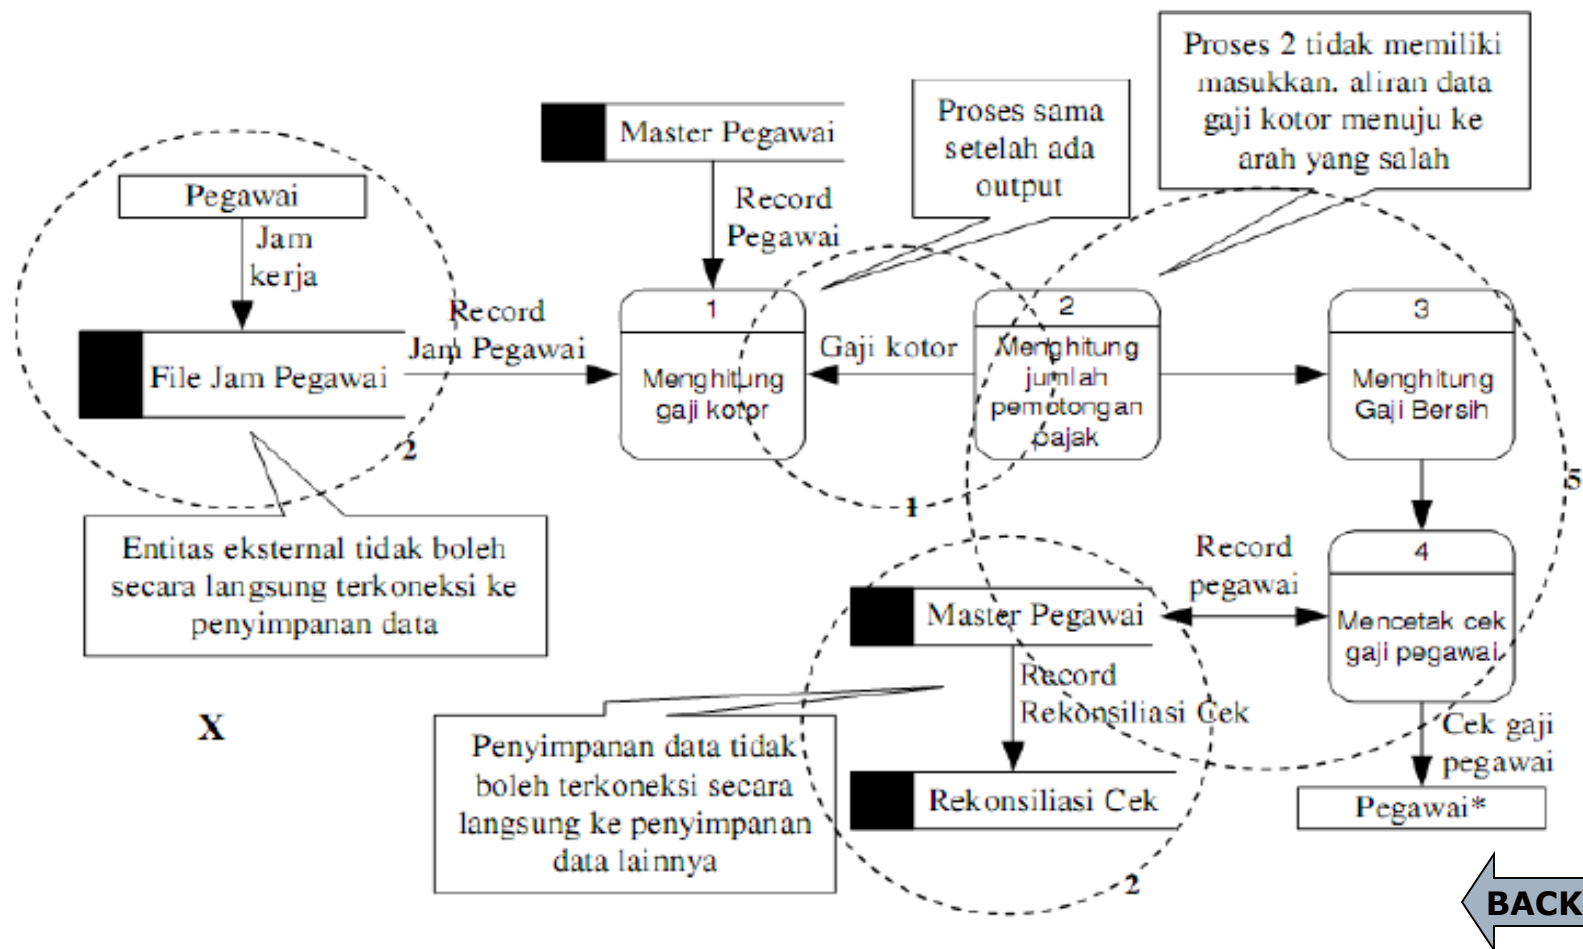 Proses 2 tidak memiliki
masukkan. aliran data
gaji kotor menuju ke
arah yang salah
Proses sama
setelah ada
output
Master Pegawai
Pegawai
Record
Pegawai
Jam
kerja
Record
Jam Pegawai
File Jam Pegawai
2
1
Menghitung
gaji kotor
Gaji kotor
2
Menghitung
jumlah
pemotongan
pajak
3
Menghitung
Gaji Bersih
1
5
Entitas eksternal tidak boleh
secara langsung terkoneksi ke
penyimpanan data
Record
pegawai
4
Mencetak cek
gaji pegawai
Master Pegawai
Record
Rekonsiliasi Cek
X
Penyimpanan data tidak
boleh terkoneksi secara
langsung ke penyimpanan
data lainnya
Cek gaji
pegawai
Rekonsiliasi Cek
Pegawai*
2
BACK